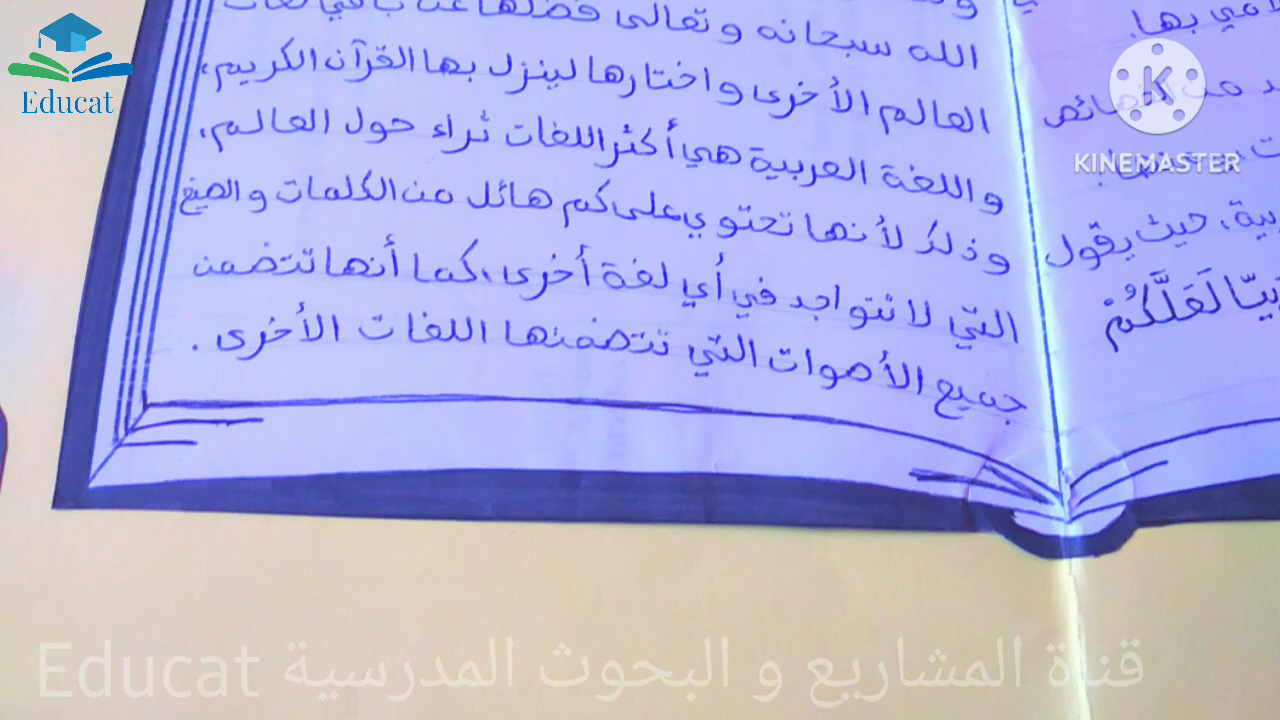 الله سبحانه وتعالى فضلها عن باقي لغات
العالم الأخرى واختارها لينزل بها القرآن الكريم،
واللغة العربية هي أكثر اللغات ثراء حول العالم،
وذلك لأنها تحتوي على كم هائل من الكلمات والصيغ
التي لا تتواجد في أي لغة أخرى، كما أنها تتضمن
جميع الأصوات التي تتضمنها اللغات الأخرى.
بها.
حيث يقول
لَعَلَّكُمْ
Educat
KINEMASTER
قناة المشاريع و البحوث المدرسية Educat